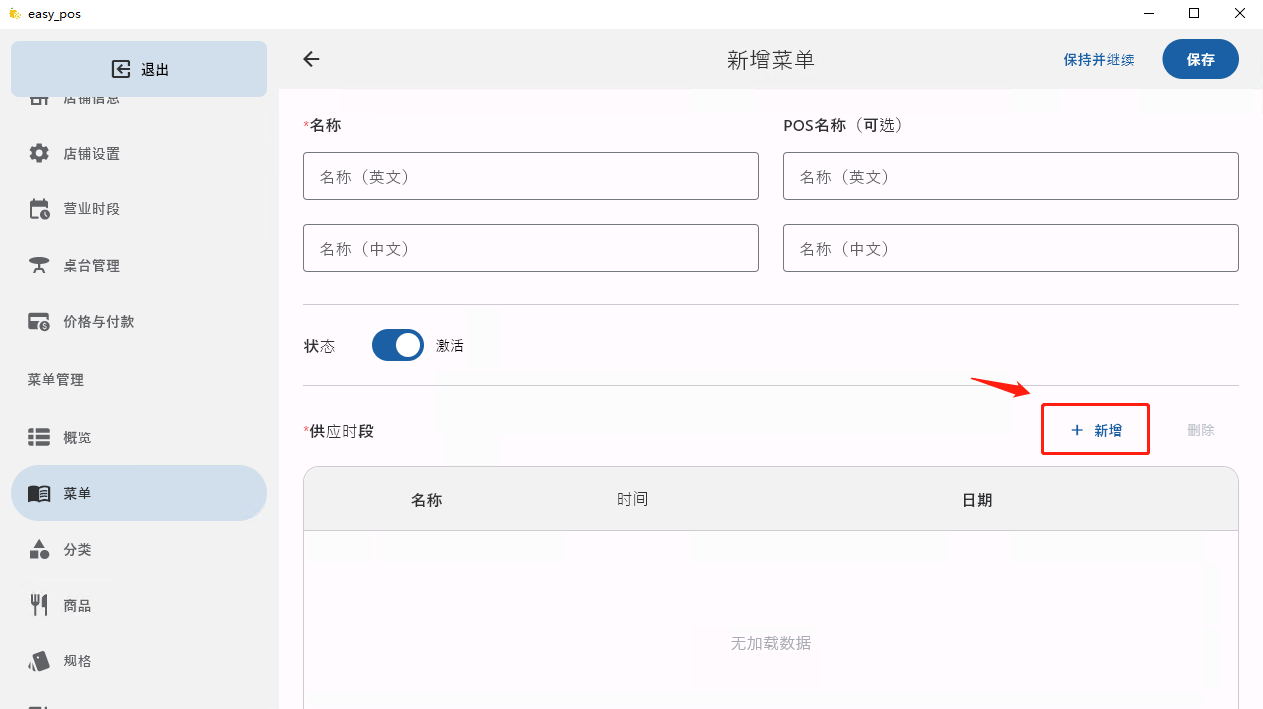 easy_pos
退出
新增菜单
保持并继续
保存
店铺信息
店铺设置
营业时段
桌台管理
价格与付款
菜单管理
概览
菜单
分类
商品
规格
*名称
POS名称（可选）
名称（英文）
名称（英文）
名称（中文）
名称（中文）
状态
激活
*供应时段
+ 新增
删除
名称
时间
日期
无加载数据